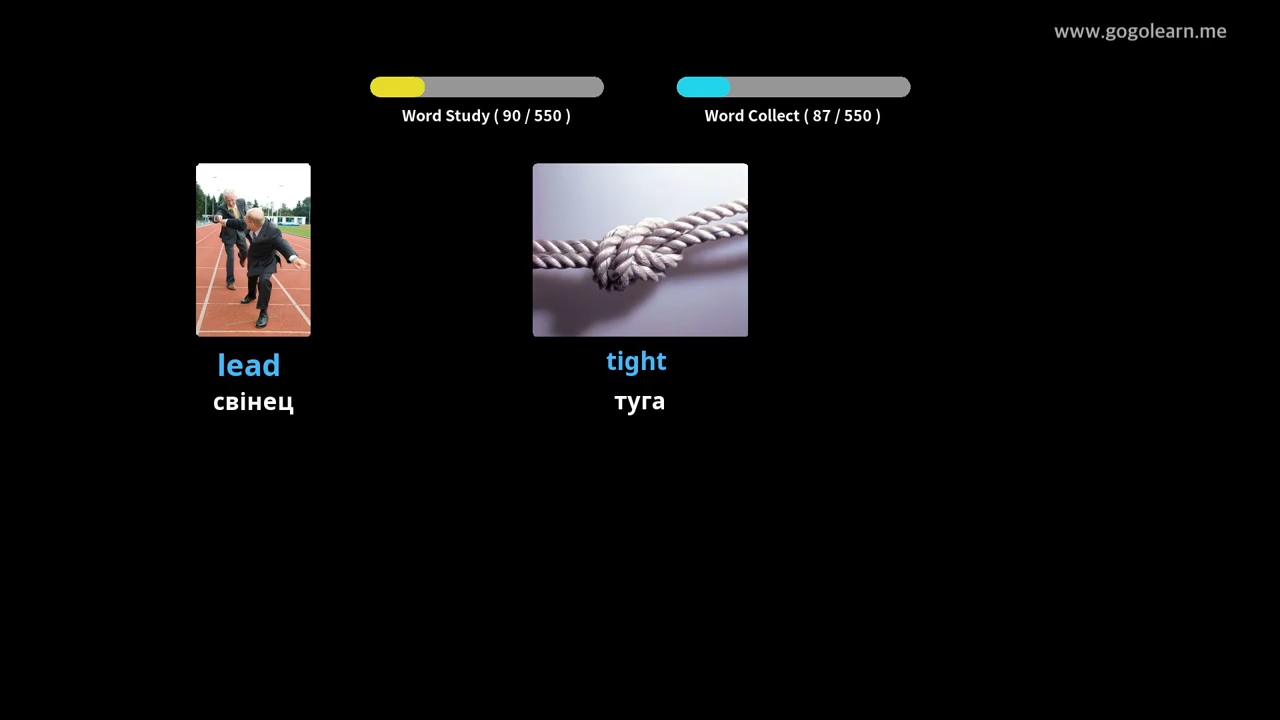 www.gogolearn.me
Word Study ( 90 / 550 )
Word Collect ( 87 / 550 )
lead
свінец
tight
туга